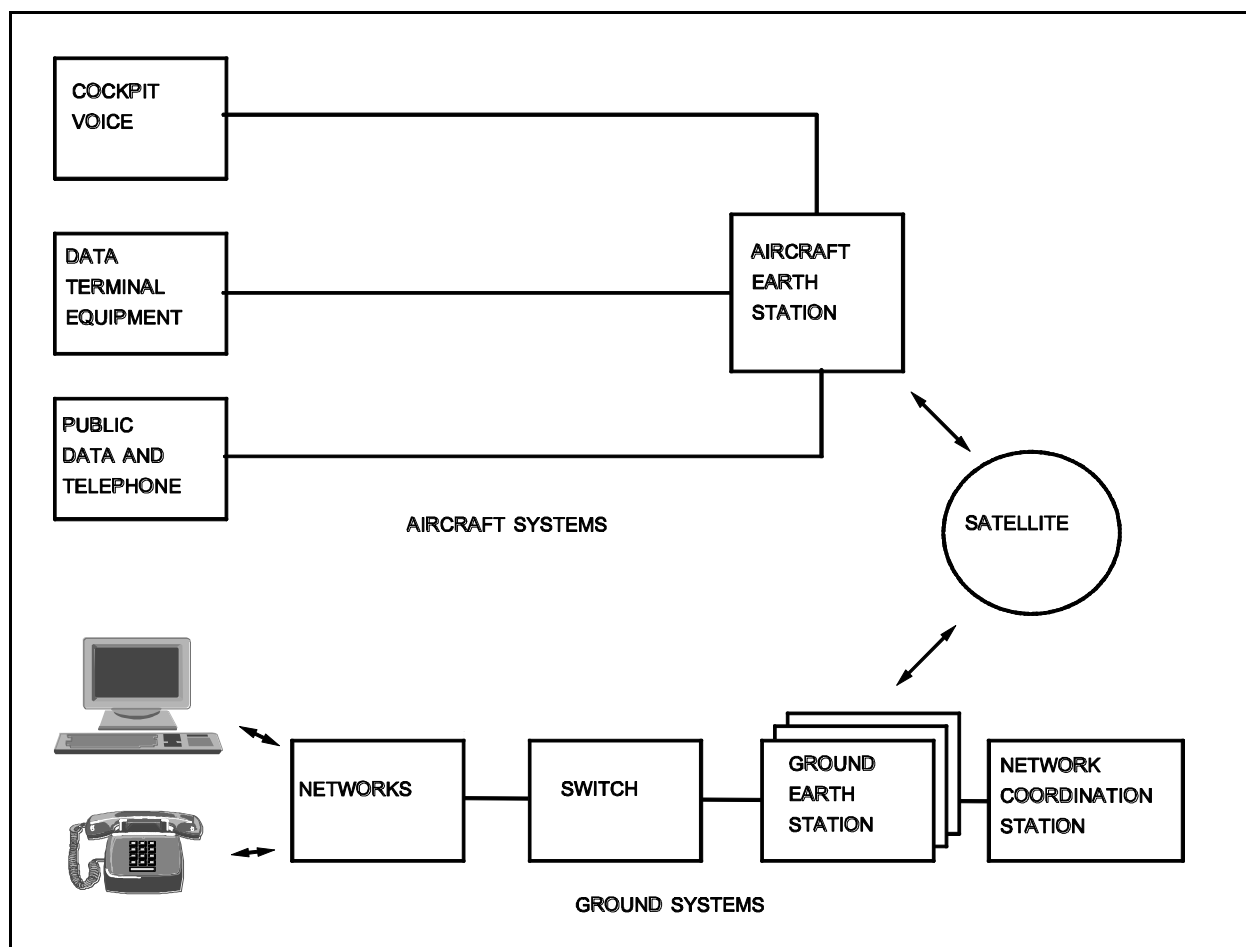 COCKPIT
VOICE
DATA
TERMINAL
EQUIPMENT
AIRCRAFT
EARTH
STATION
PUBLIC
DATA AND
TELEPHONE
AIRCRAFT SYSTEMS
SATELLITE
NETWORKS
SWITCH
GROUND
EARTH
STATION
NETWORK
COORDINATION
STATION
GROUND SYSTEMS